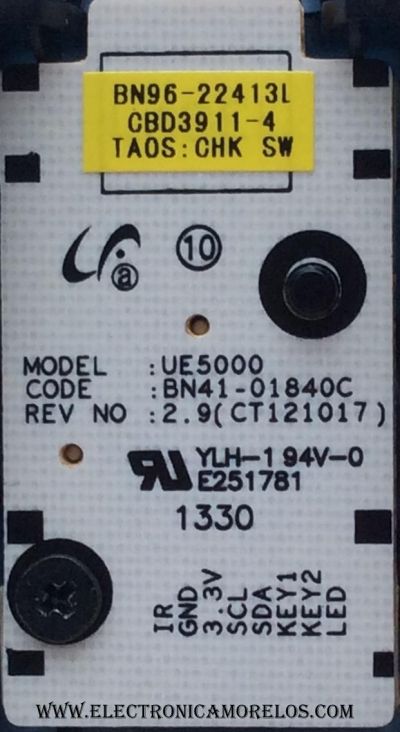 BN96-22413L
CBD3911-4
TAOS:CHK SW
a
10
MODEL :UE5000
CODE :BN41-01840C
REV NO :2.9(CT121017)
YLH-1 94V-0
E251781
1330
IR
GND
3.3V
SCL
SDA
KEY1
KEY2
LED
WWW.ELECTRONICAMORELOS.COM